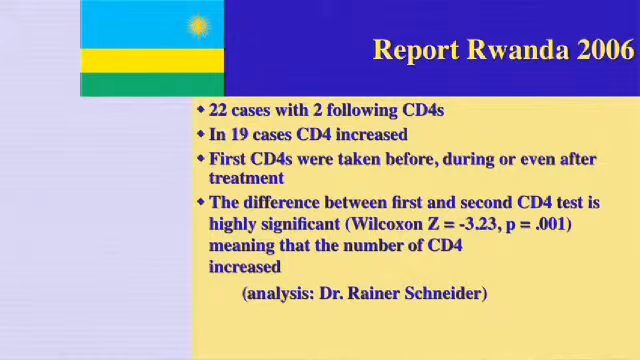 Report Rwanda 2006
22 cases with 2 following CD4s
In 19 cases CD4 increased
First CD4s were taken before, during or even after
treatment
The difference between first and second CD4 test is
highly significant (Wilcoxon Z = -3.23, p = .001)
meaning that the number of CD4
increased
(analysis: Dr. Rainer Schneider)